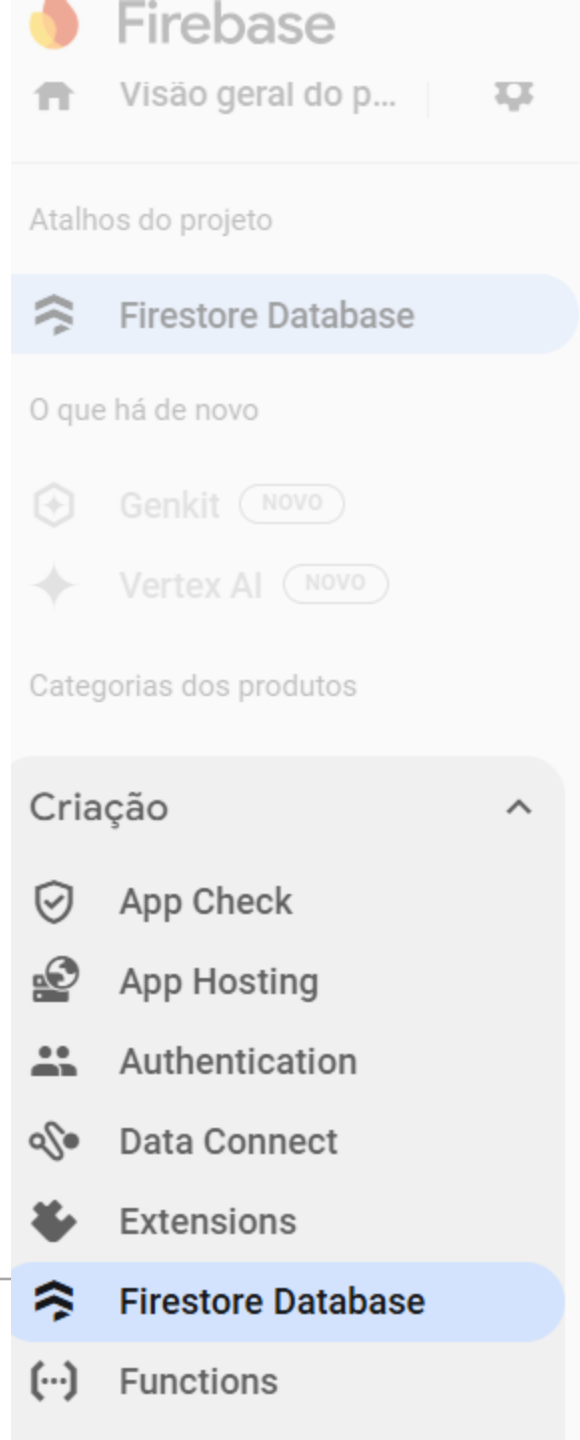 Firebase
Visão geral do p...
Atalhos do projeto
Firestore Database
O que há de novo
Genkit NOVO
Vertex AI NOVO
Categorias dos produtos
Criação
App Check
App Hosting
Authentication
Data Connect
Extensions
Firestore Database
Functions